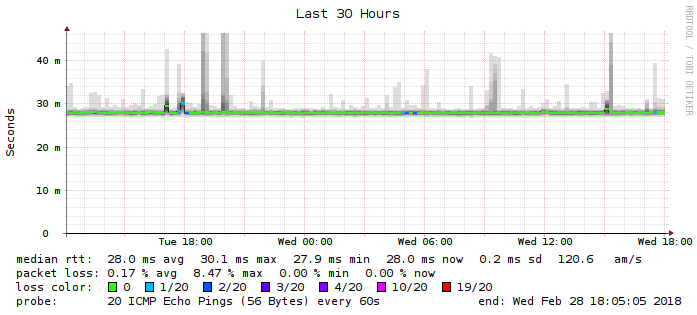 Last 30 Hours
RRDTOOL / TOBI OETIKER
Seconds
40 m
30 m
20 m
10 m
0
Tue 18:00 Wed 00:00 Wed 06:00 Wed 12:00 Wed 18:00
median rtt: 28.0 ms avg 30.1 ms max 27.9 ms min 28.0 ms now 0.2 ms sd 120.6 am/s
packet loss: 0.17 % avg 8.47 % max 0.00 % min 0.00 % now
loss color: 0 1/20 2/20 3/20 4/20 10/20 19/20
probe: 20 ICMP Echo Pings (56 Bytes) every 60s end: Wed Feb 28 18:05:05 2018